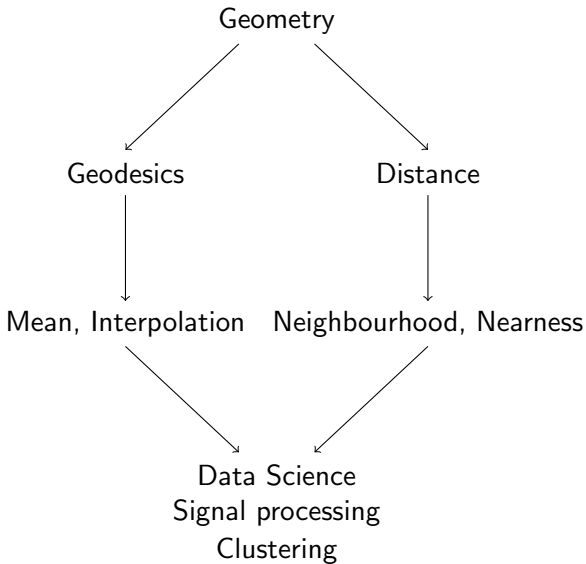 Geometry
Geodesics
Distance
Mean, Interpolation
Neighbourhood, Nearness
Data Science
Signal processing
Clustering